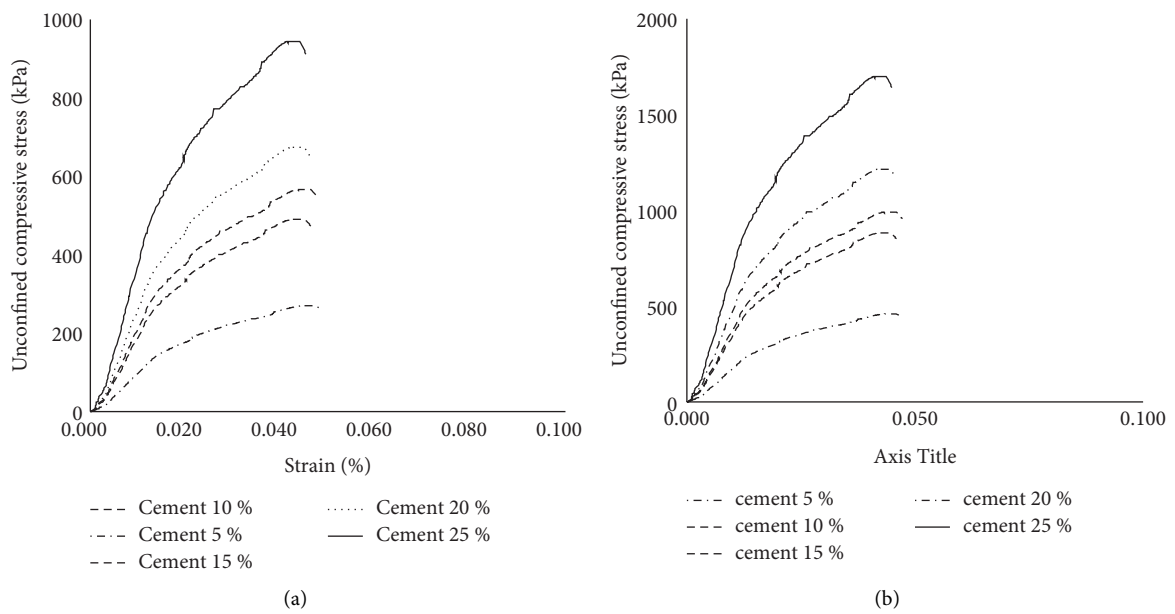 Unconfined compressive stress (kPa)
1000
800
600
400
200
0
0.000 0.020 0.040 0.060 0.080 0.100
Strain (%)
Cement 10 %
Cement 5 %
Cement 15 %
Cement 20 %
Cement 25 %
(a)
Unconfined compressive stress (kPa)
2000
1500
1000
500
0
0.000 0.050 0.100
Axis Title
cement 5 %
cement 10 %
cement 15 %
cement 20 %
cement 25 %
(b)